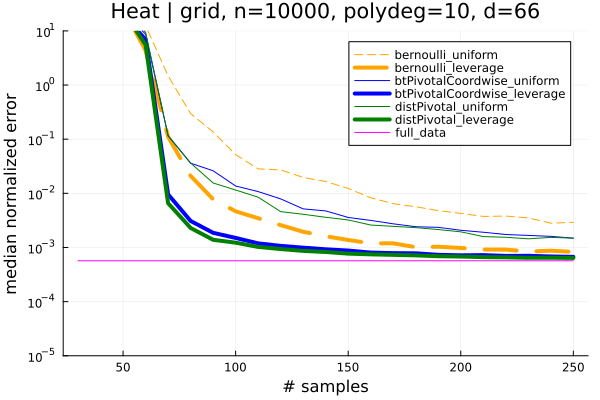 Heat | grid, n=10000, polydeg=10, d=66
median normalized error
10¹
10⁰
10⁻¹
10⁻²
10⁻³
10⁻⁴
10⁻⁵
bernoulli_uniform
bernoulli_leverage
btPivotalCoordwise_uniform
btPivotalCoordwise_leverage
distPivotal_uniform
distPivotal_leverage
full_data
50 100 150 200 250
# samples